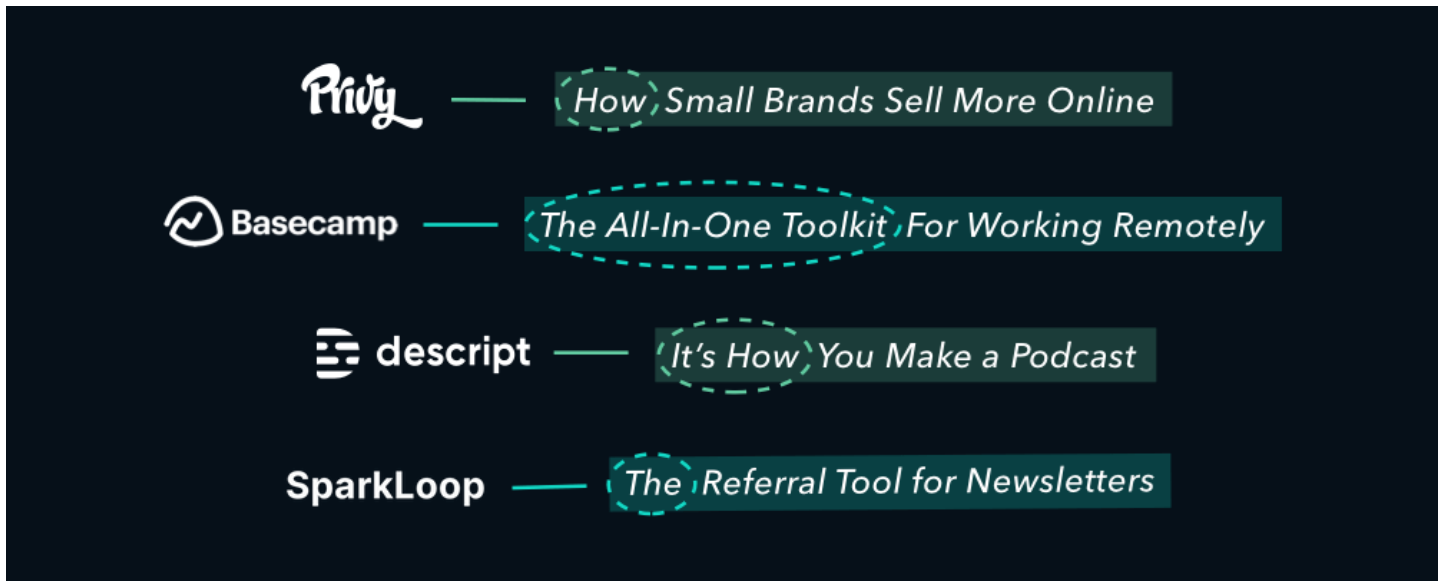 Privy How Small Brands Sell More Online
Basecamp The All-In-One Toolkit For Working Remotely
descript It's How You Make a Podcast
SparkLoop The Referral Tool for Newsletters